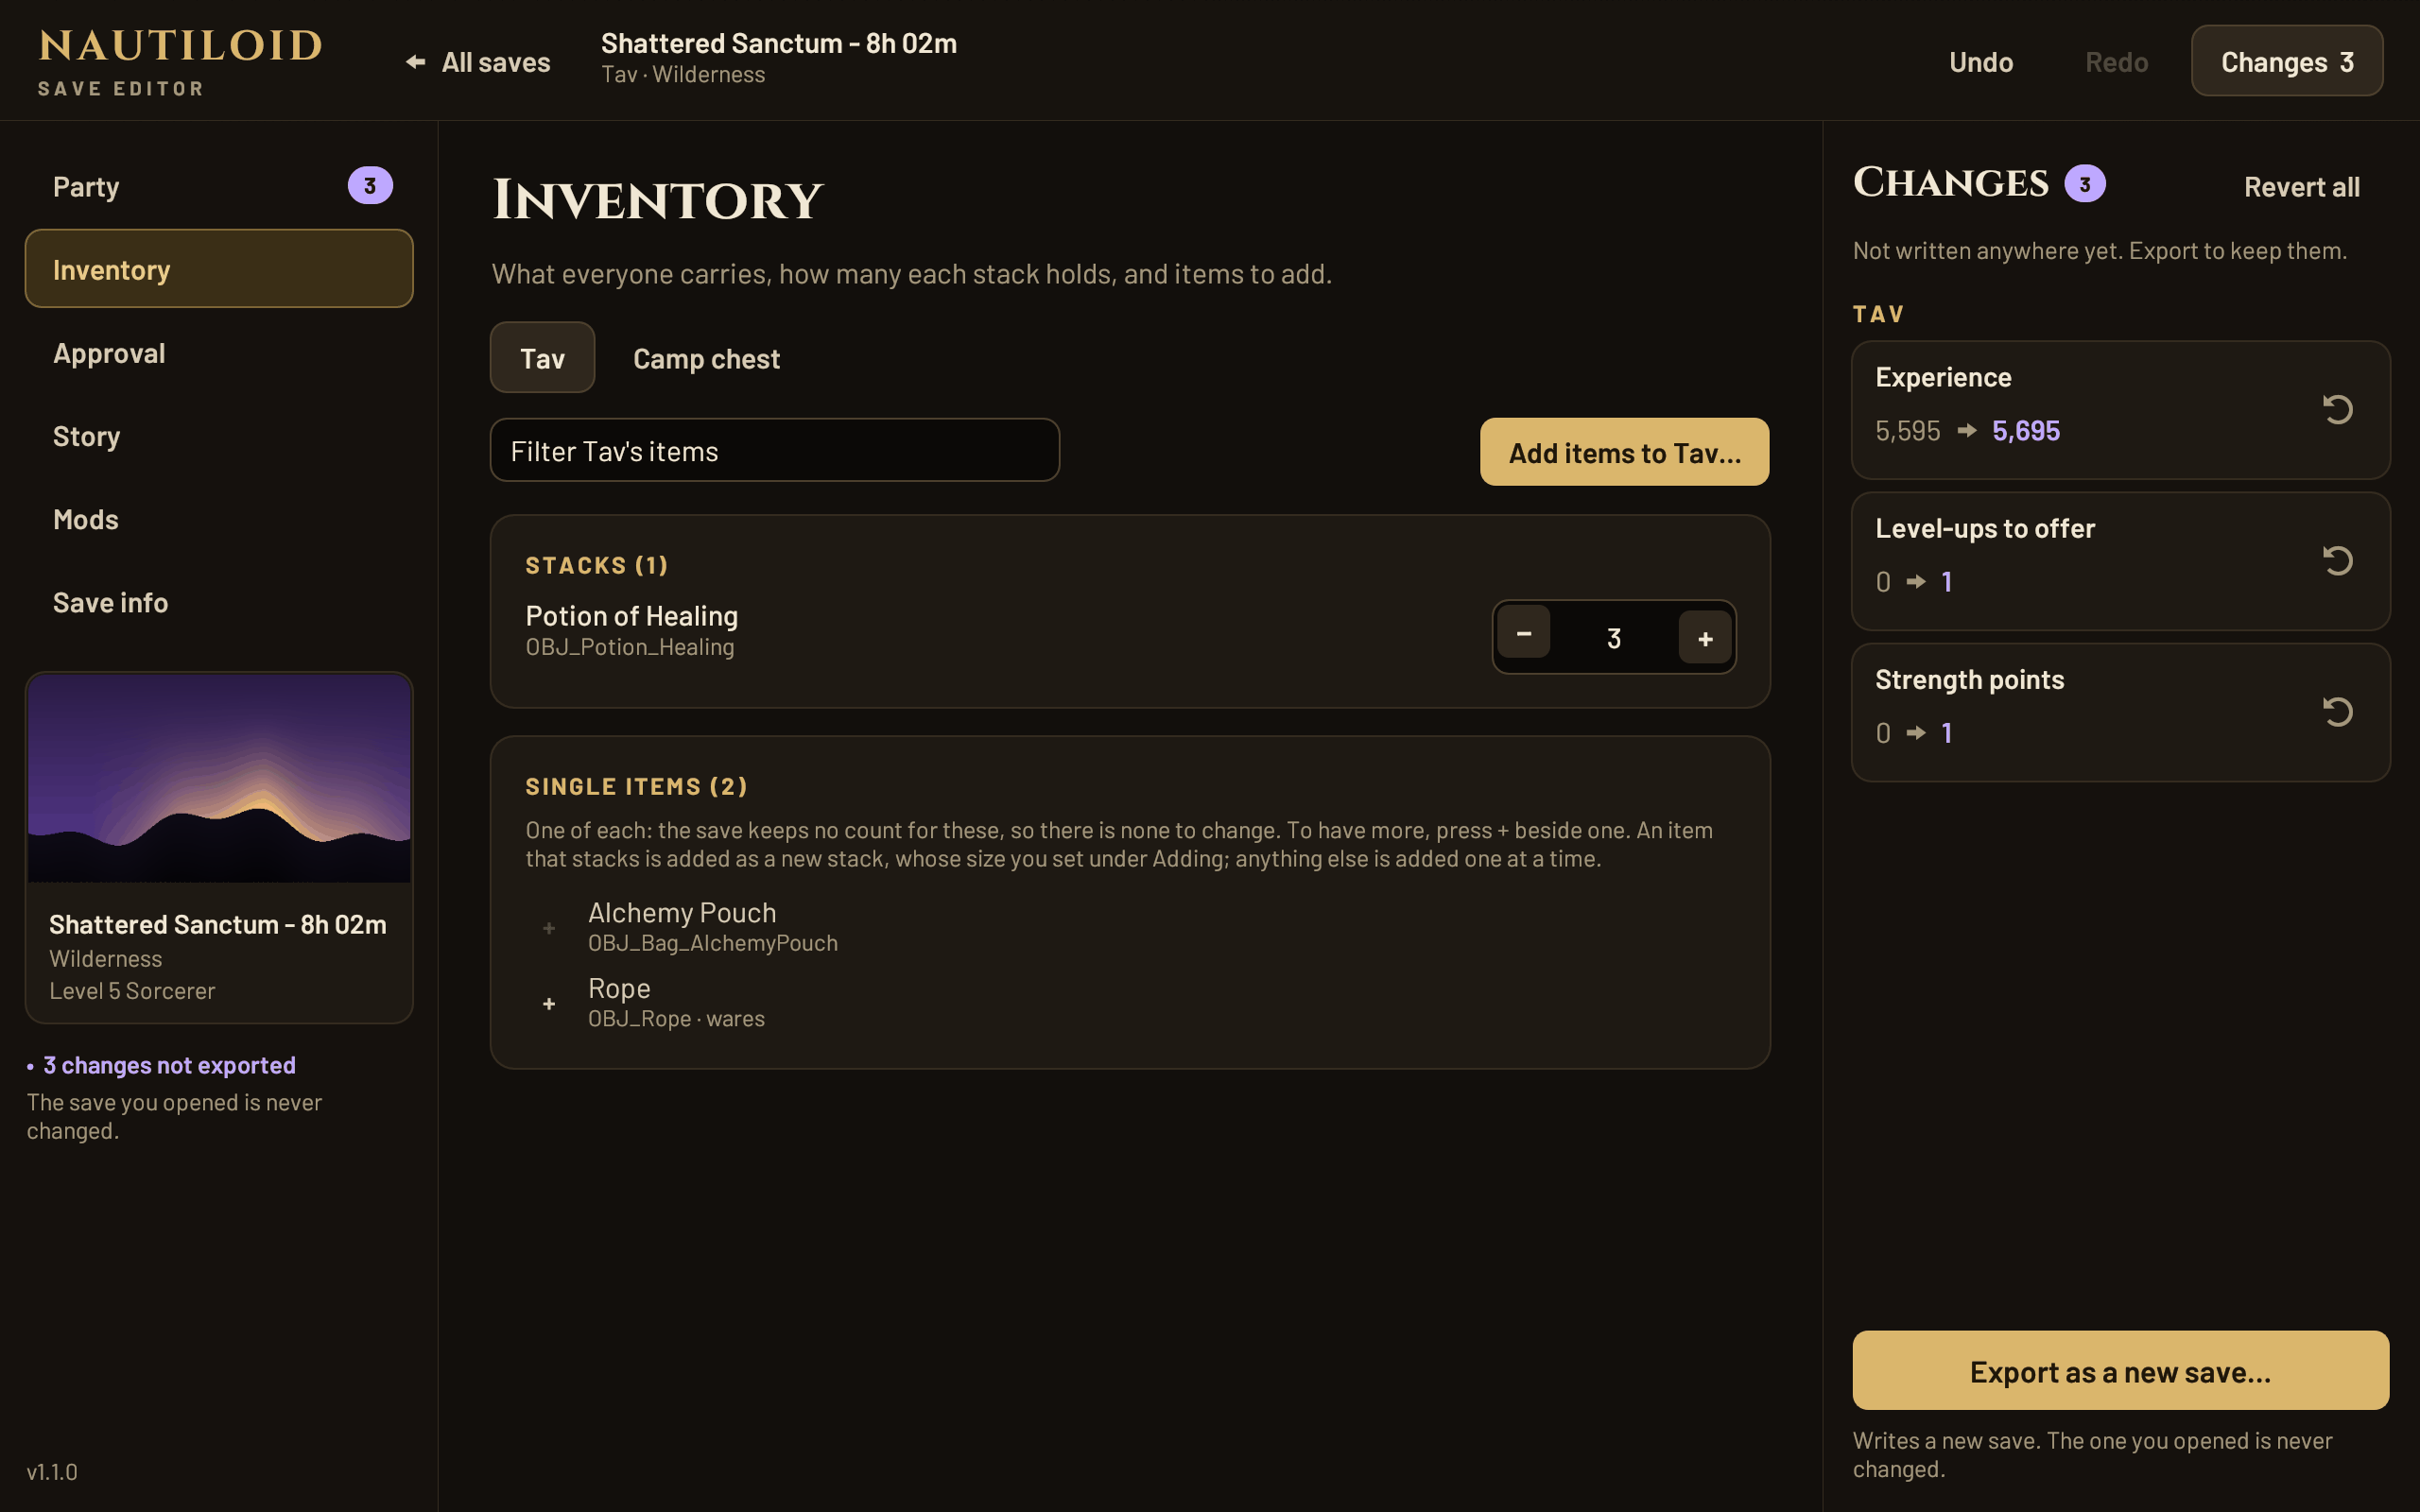 NAUTILOID
SAVE EDITOR
All saves
Shattered Sanctum - 8h 02m
Tav · Wilderness
Undo
Redo
Changes 3
Party 3
Inventory
Approval
Story
Mods
Save info
Shattered Sanctum - 8h 02m
Wilderness
Level 5 Sorcerer
• 3 changes not exported
The save you opened is never
changed.
v1.1.0
INVENTORY
What everyone carries, how many each stack holds, and items to add.
Tav
Camp chest
Filter Tav's items
Add items to Tav...
STACKS (1)
Potion of Healing
OBJ_Potion_Healing
− 3 +
SINGLE ITEMS (2)
One of each: the save keeps no count for these, so there is none to change. To have more, press + beside one. An item
that stacks is added as a new stack, whose size you set under Adding; anything else is added one at a time.
+ Alchemy Pouch
OBJ_Bag_AlchemyPouch
+ Rope
OBJ_Rope · wares
CHANGES 3
Revert all
Not written anywhere yet. Export to keep them.
TAV
Experience
5,595 → 5,695
Level-ups to offer
0 → 1
Strength points
0 → 1
Export as a new save...
Writes a new save. The one you opened is never
changed.